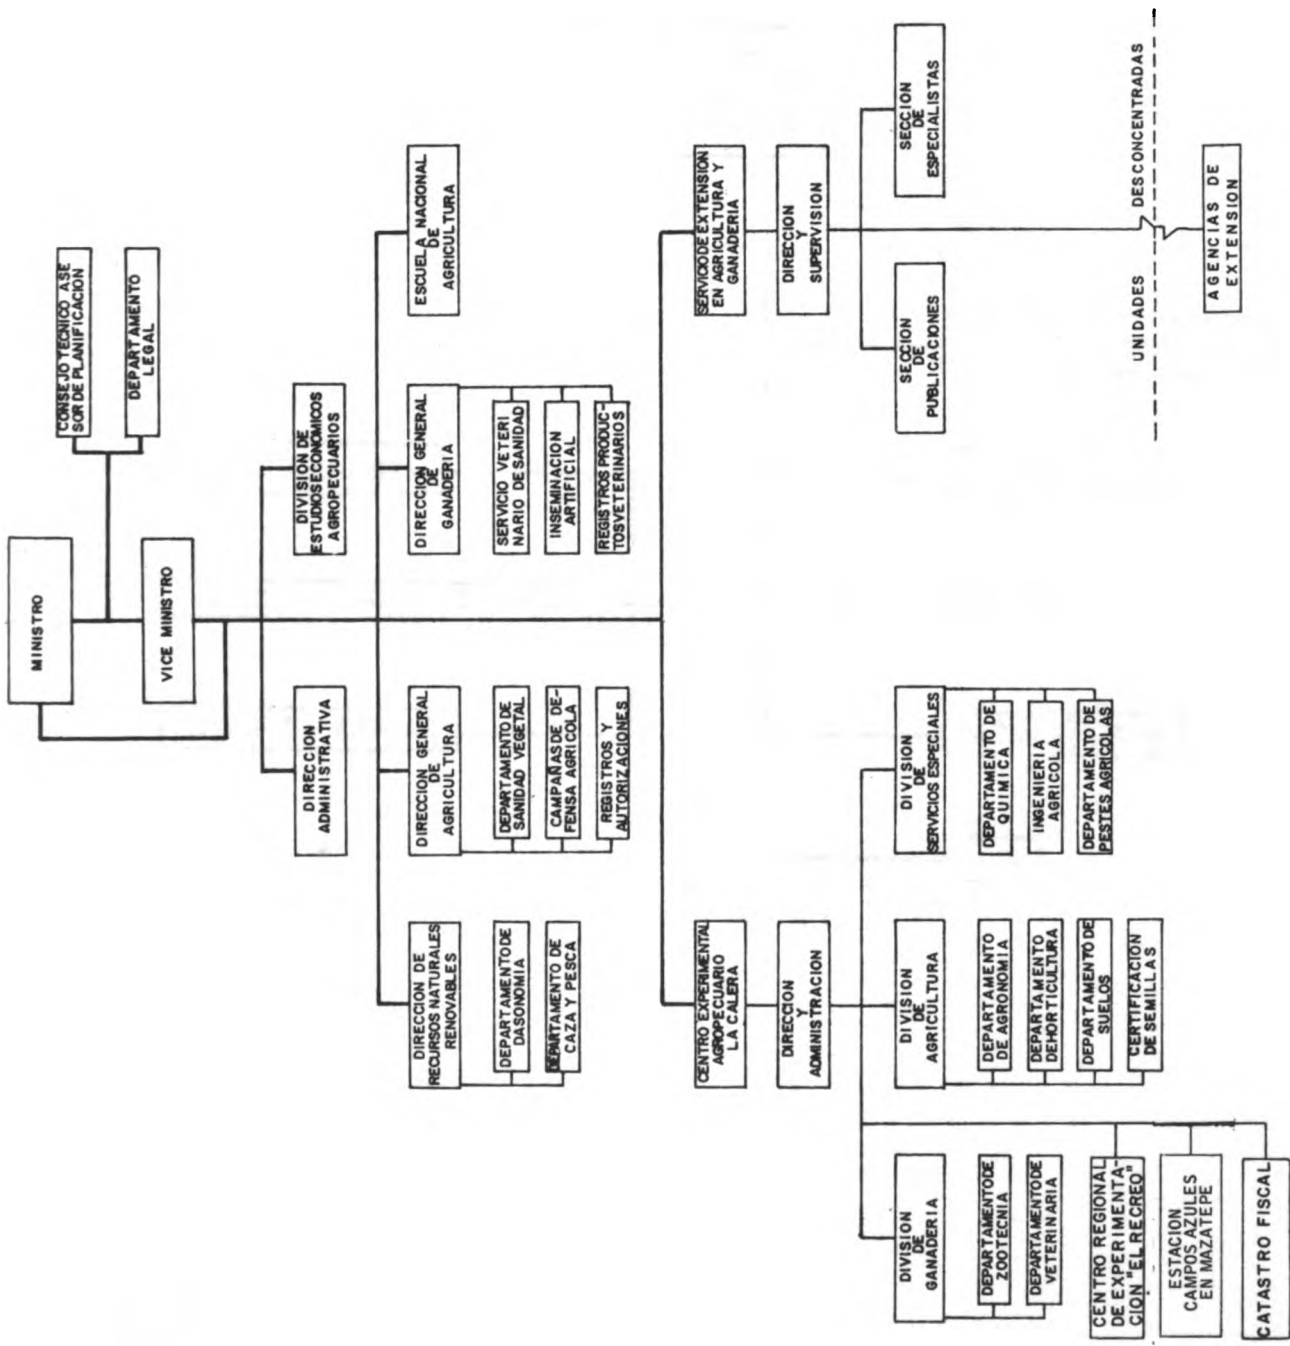 MINISTRO
CONSEJO TECNICO ASE
SOR DE PLANIFICACION
DEPARTAMENTO
LEGAL
VICE MINISTRO
DIRECCION
ADMINISTRATIVA
DIVISION DE
ESTUDIOS ECONOMICOS
AGROPECUARIOS
DIRECCION DE
RECURSOS NATURALES
RENOVABLES
DEPARTAMENTO DE
DASONOMIA
DEPARTAMENTO DE
CAZA Y PESCA
DIRECCION GENERAL
DE
AGRICULTURA
DEPARTAMENTO DE
SANIDAD VEGETAL
CAMPAÑAS DE DE-
FENSA AGRICOLA
REGISTROS Y
AUTORIZACIONES
DIRECCION GENERAL
DE
GANADERIA
SERVICIO VETERI
NARIO DE SANIDAD
INSEMINACION
ARTIFICIAL
REGISTROS PRODUC-
TOS VETERINARIOS
ESCUELA NACIONAL
DE
AGRICULTURA
CENTRO EXPERIMENTAL
AGROPECUARIO
LA CALERA
DIRECCION
Y
ADMINISTRACION
DIVISION
DE
GANADERIA
DEPARTAMENTO DE
ZOOTECNIA
DEPARTAMENTO DE
VETERINARIA
CENTRO REGIONAL
DE EXPERIMENTA-
CION "EL RECREO"
ESTACION
CAMPOS AZULES
EN MAZATEPE
CATASTRO FISCAL
DIVISION
DE
AGRICULTURA
DEPARTAMENTO
DE AGRONOMIA
DEPARTAMENTO
DE HORTICULTURA
DEPARTAMENTO DE
SUELOS
CERTIFICACION
DE SEMILLAS
DIVISION
DE
SERVICIOS ESPECIALES
DEPARTAMENTO DE
QUIMICA
INGENIERIA
AGRICOLA
DEPARTAMENTO DE
PESTES AGRICOLAS
SERVICIO DE EXTENSION
EN AGRICULTURA Y
GANADERIA
DIRECCION
Y
SUPERVISION
SECCION
DE
PUBLICACIONES
SECCION
DE
ESPECIALISTAS
UNIDADES DESCONCENTRADAS
AGENCIAS DE
EXTENSION